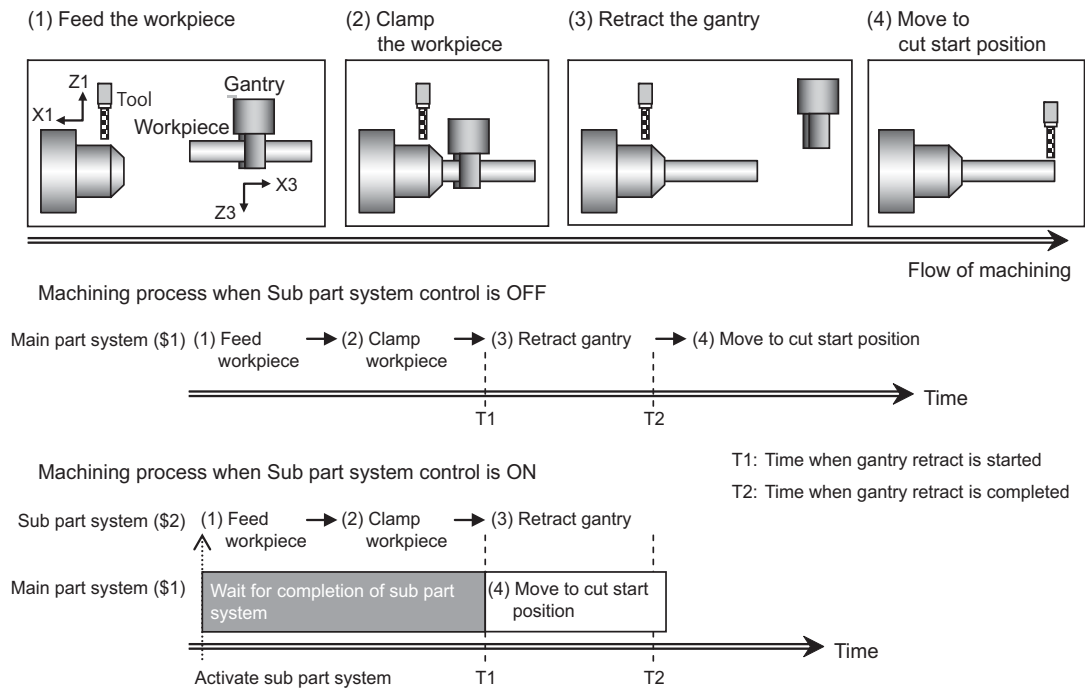 (1) Feed the workpiece
(2) Clamp
the workpiece
(3) Retract the gantry
(4) Move to
cut start position
Z1
X1
Tool
Gantry
Workpiece
X3
Z3
Flow of machining
Machining process when Sub part system control is OFF
Main part system ($1) (1) Feed
workpiece
(2) Clamp
workpiece
(3) Retract gantry
(4) Move to cut start position
Time
T1
T2
Machining process when Sub part system control is ON
T1: Time when gantry retract is started
T2: Time when gantry retract is completed
Sub part system ($2) (1) Feed
workpiece
(2) Clamp
workpiece
(3) Retract gantry
Main part system ($1)
Wait for completion of sub part
system
(4) Move to cut start
position
Time
Activate sub part system
T1
T2